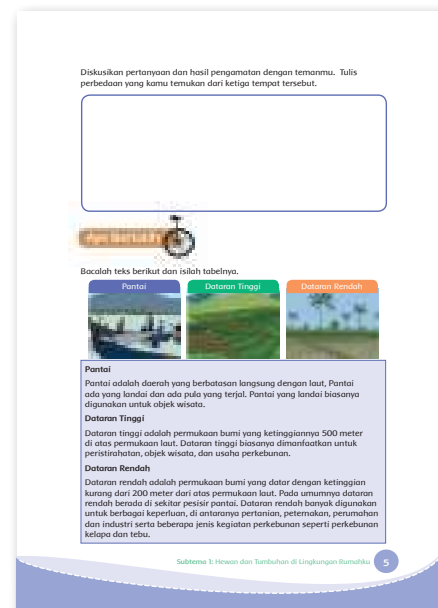 Diskusikan pertanyaan dan hasil pengamatan dengan temanmu. Tulis
perbedaan yang kamu temukan dari ketiga tempat tersebut.
Bacalah teks berikut dan isilah tabelnya.
Pantai
Dataran Tinggi
Dataran Rendah
Pantai
Pantai adalah daerah yang berbatasan langsung dengan laut, Pantai
ada yang landai dan ada pula yang terjal. Pantai yang landai biasanya
digunakan untuk objek wisata.
Dataran Tinggi
Dataran tinggi adalah permukaan bumi yang ketinggiannya 500 meter
di atas permukaan laut. Dataran tinggi biasanya dimanfaatkan untuk
peristirahatan, objek wisata, dan usaha perkebunan.
Dataran Rendah
Dataran rendah adalah permukaan bumi yang datar dengan ketinggian
kurang dari 200 meter dari atas permukaan laut. Pada umumnya dataran
rendah berada di sekitar pesisir pantai. Dataran rendah banyak digunakan
untuk berbagai keperluan, di antaranya pertanian, peternakan, perumahan
dan industri serta beberapa jenis kegiatan perkebunan seperti perkebunan
kelapa dan tebu.
Subtema 1: Hewan dan Tumbuhan di Lingkungan Rumahku 5